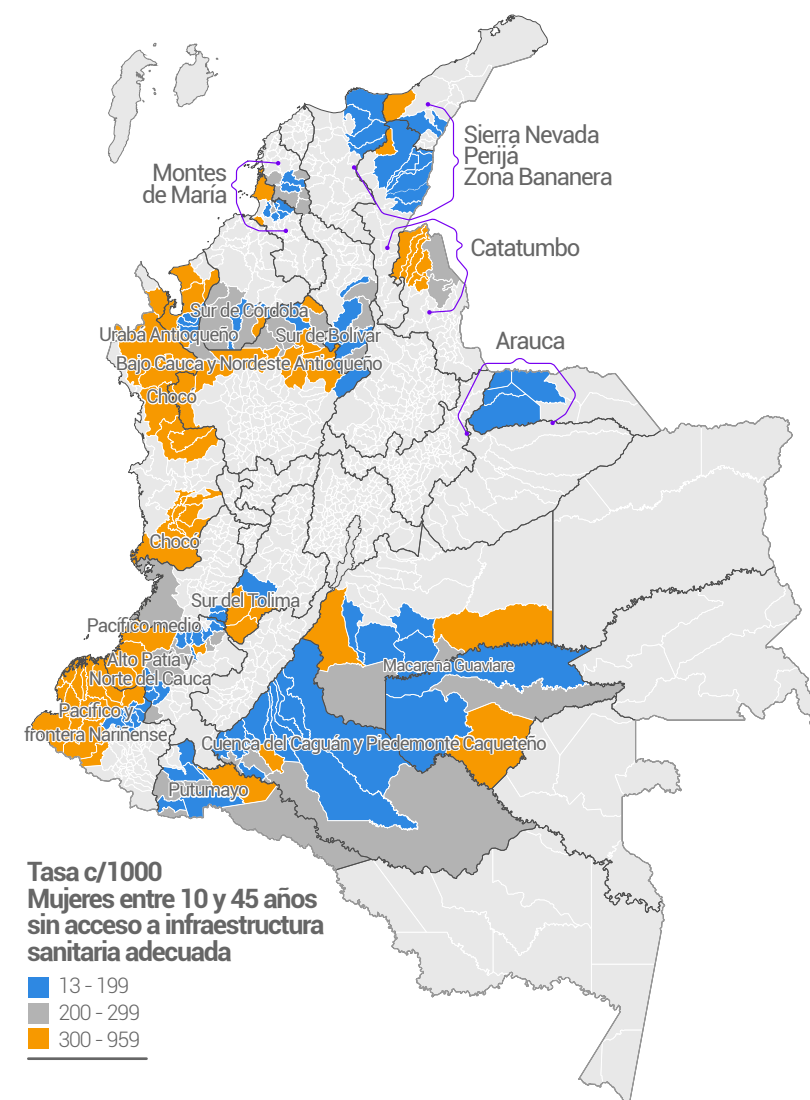 Sierra Nevada
Perijá
Zona Bananera
Montes
de María
Catatumbo
Sur de Córdoba
Urabá Antioqueño
Sur de Bolívar
Arauca
Bajo Cauca y Nordeste Antioqueño
Choco
Choco
Sur del Tolima
Pacífico medio
Alto Patía y
Norte del Cauca
Macarena Guaviare
Pacífico y
frontera Narinense
Cuenca del Caguán y Piedemonte Caqueteño
Putumayo
Tasa c/1000
Mujeres entre 10 y 45 años
sin acceso a infraestructura
sanitaria adecuada
13 - 199
200 - 299
300 - 959